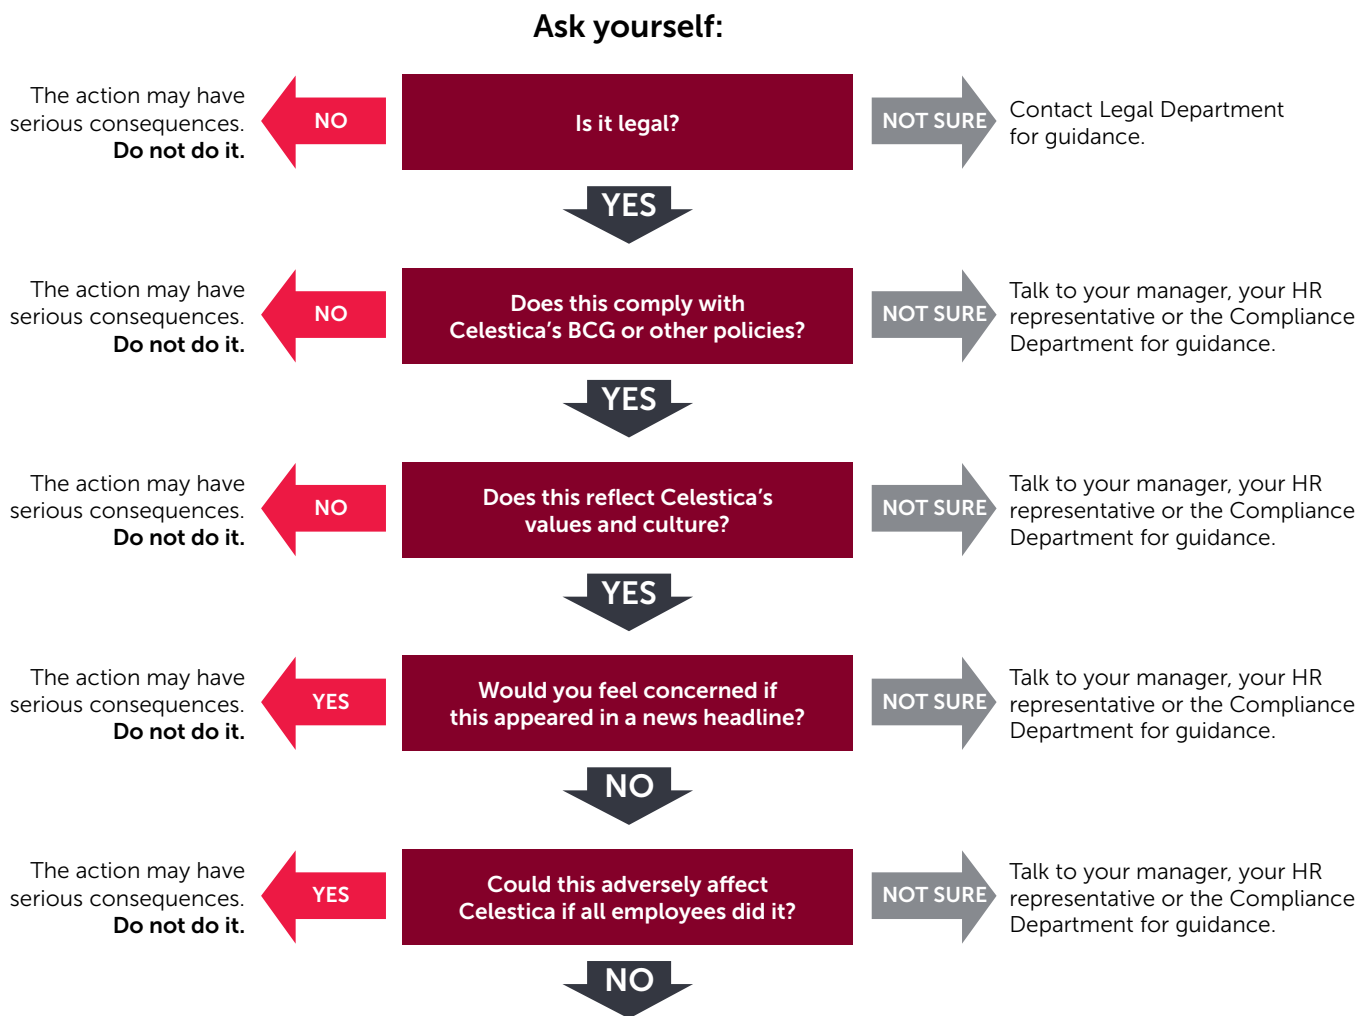 Ask yourself:
The action may have
serious consequences.
Do not do it.
NO
Is it legal?
NOT SURE
Contact Legal Department
for guidance.
YES
The action may have
serious consequences.
Do not do it.
NO
Does this comply with
Celestica's BCG or other policies?
NOT SURE
Talk to your manager, your HR
representative or the Compliance
Department for guidance.
YES
The action may have
serious consequences.
Do not do it.
NO
Does this reflect Celestica's
values and culture?
NOT SURE
Talk to your manager, your HR
representative or the Compliance
Department for guidance.
YES
The action may have
serious consequences.
Do not do it.
YES
Would you feel concerned if
this appeared in a news headline?
NOT SURE
Talk to your manager, your HR
representative or the Compliance
Department for guidance.
NO
The action may have
serious consequences.
Do not do it.
YES
Could this adversely affect
Celestica if all employees did it?
NOT SURE
Talk to your manager, your HR
representative or the Compliance
Department for guidance.
NO